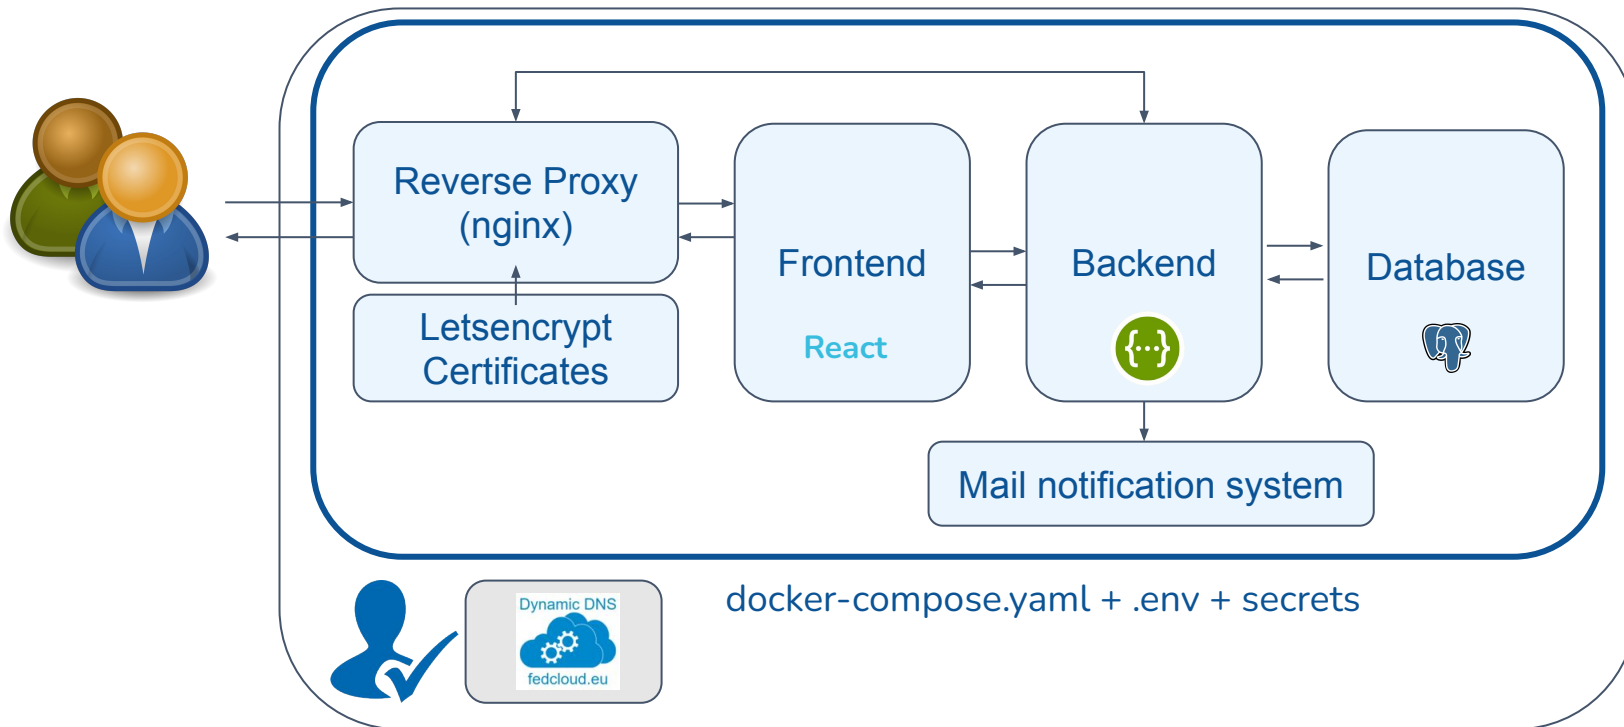 Reverse Proxy
(nginx)
Letsencrypt
Certificates
Frontend
React
Backend
{···}
Database
Mail notification system
Dynamic DNS
fedcloud.eu
docker-compose.yaml + .env + secrets